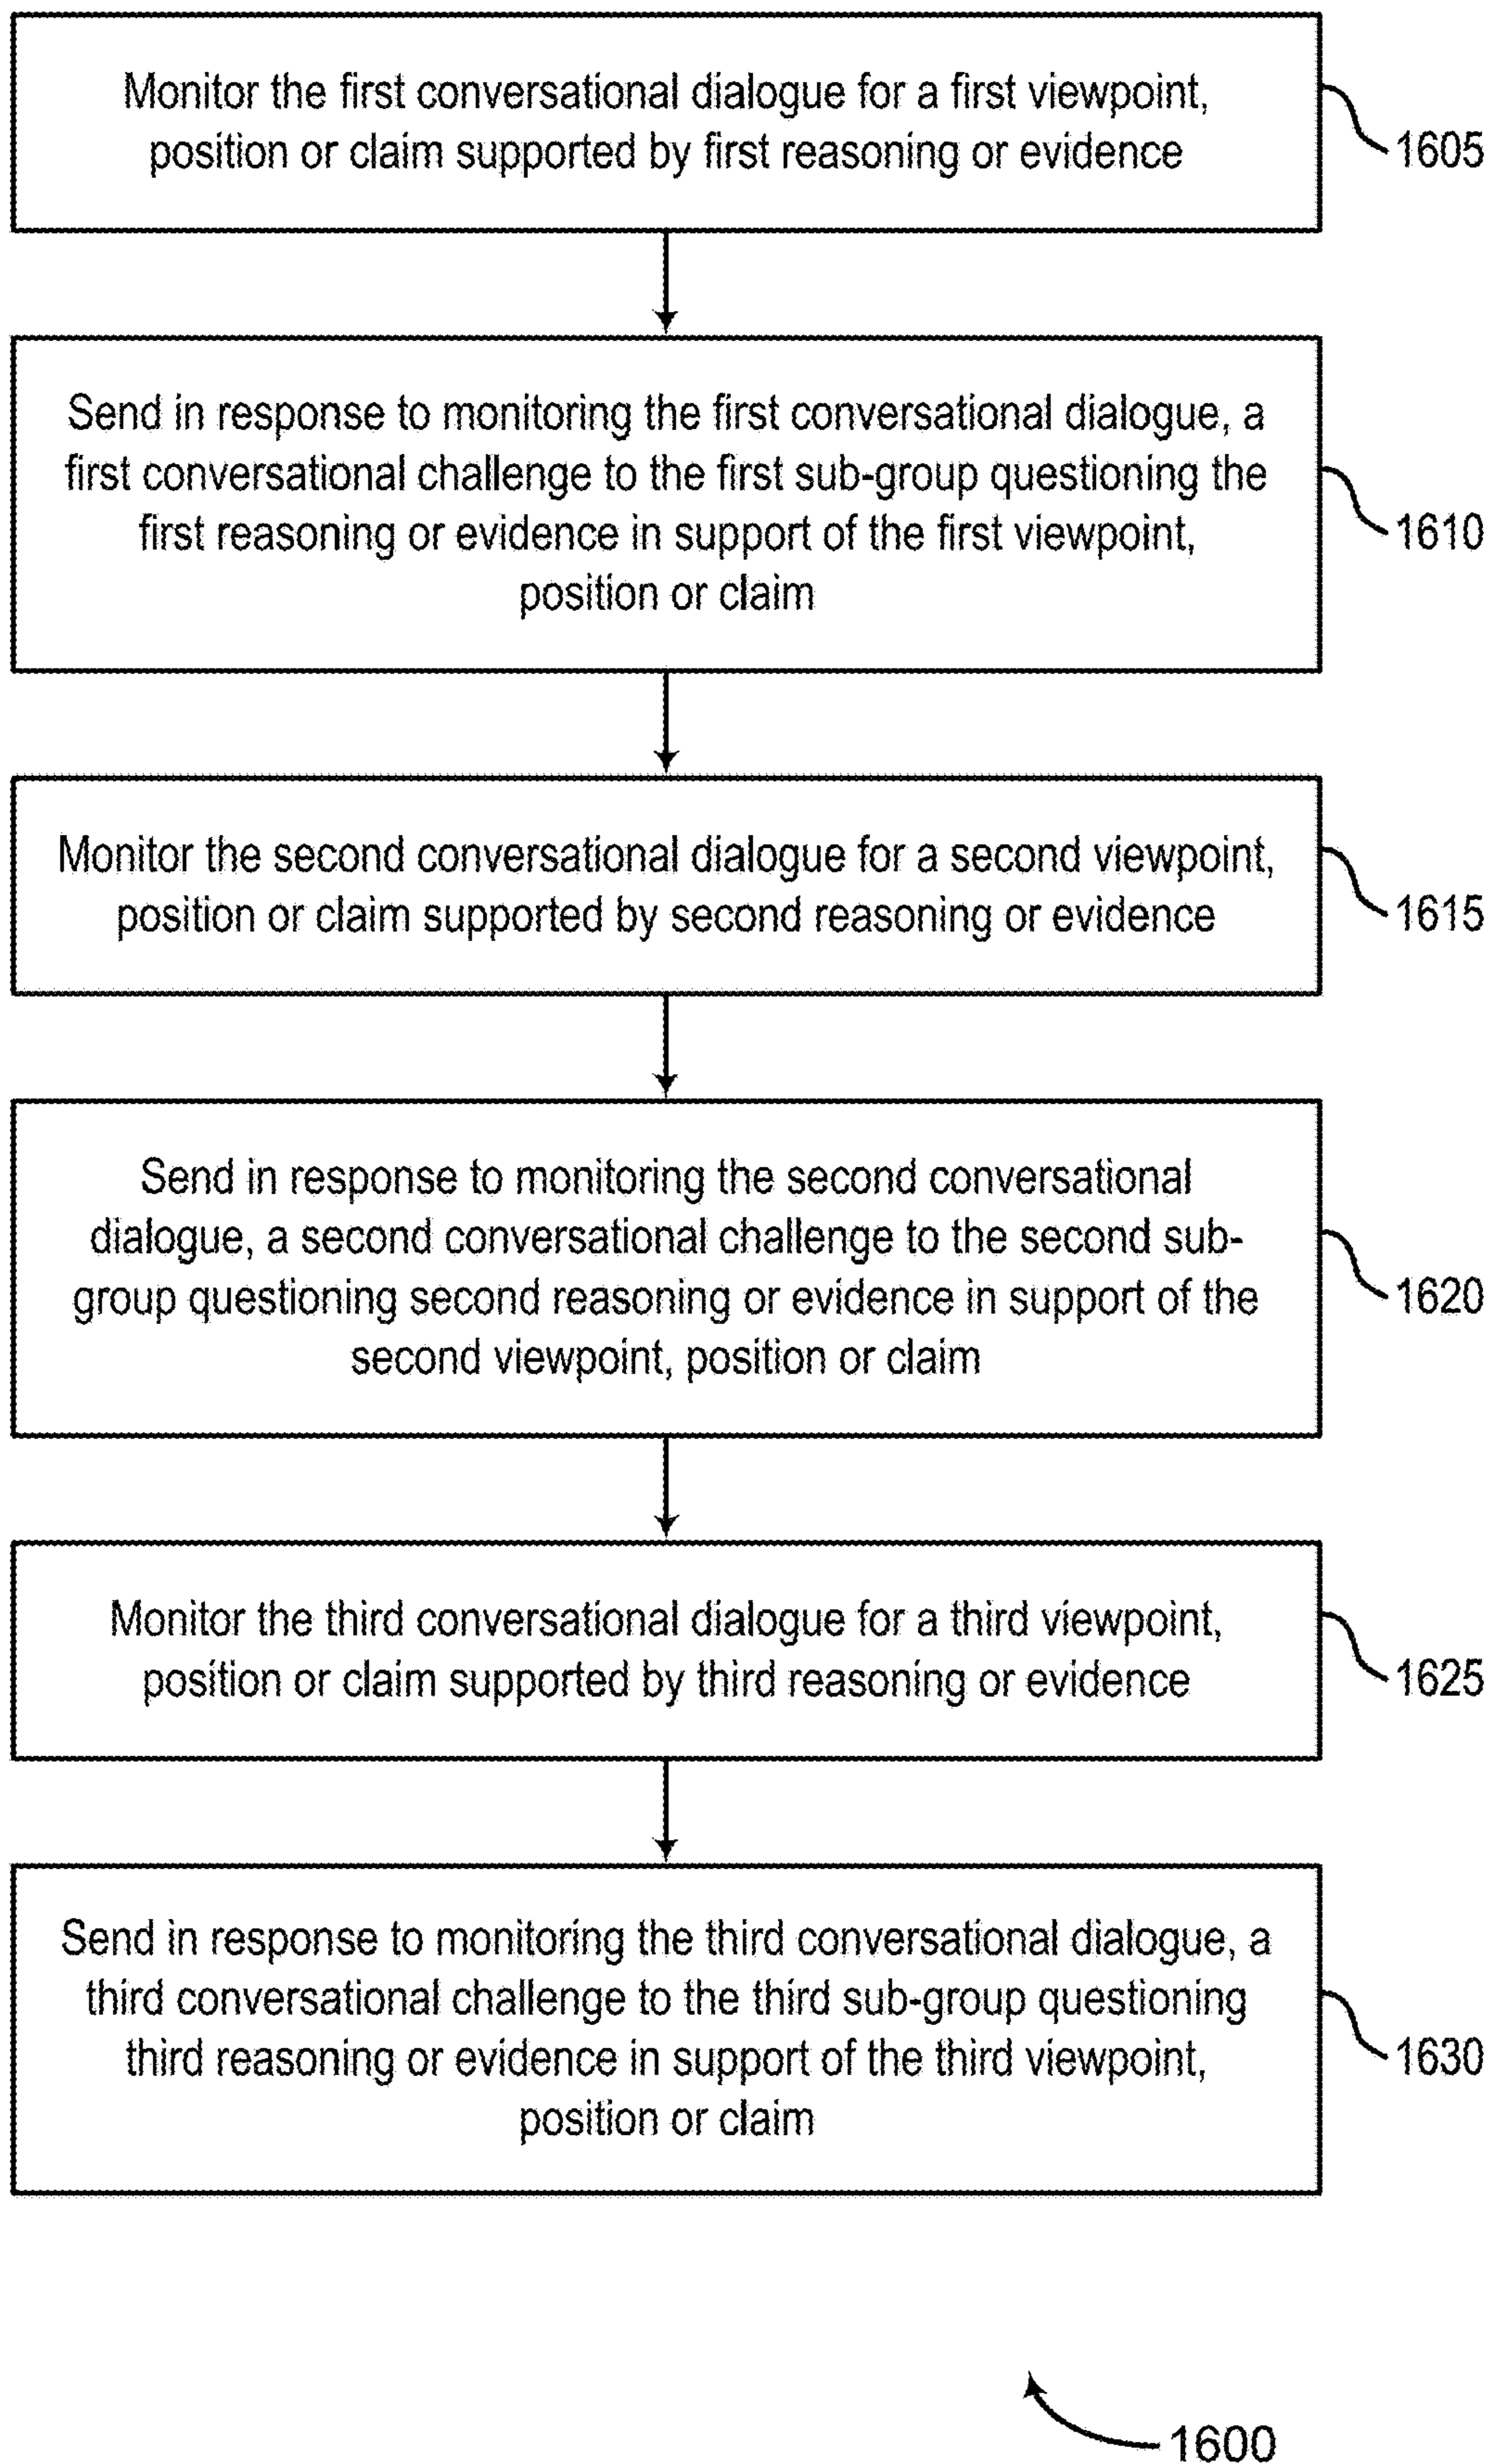 Monitor the first conversational dialogue for a first viewpoint,
position or claim supported by first reasoning or evidence
1605
Send in response to monitoring the first conversational dialogue, a
first conversational challenge to the first sub-group questioning the
first reasoning or evidence in support of the first viewpoint,
position or claim
1610
Monitor the second conversational dialogue for a second viewpoint,
position or claim supported by second reasoning or evidence
1615
Send in response to monitoring the second conversational
dialogue, a second conversational challenge to the second sub-
group questioning second reasoning or evidence in support of the
second viewpoint, position or claim
1620
Monitor the third conversational dialogue for a third viewpoint,
position or claim supported by third reasoning or evidence
1625
Send in response to monitoring the third conversational dialogue, a
third conversational challenge to the third sub-group questioning
third reasoning or evidence in support of the third viewpoint,
position or claim
1630
1600